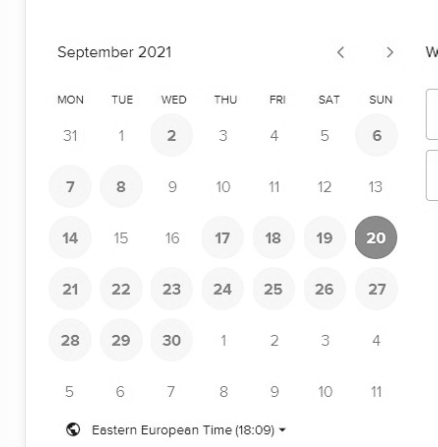 September 2021 < > W
MON TUE WED THU FRI SAT SUN
31 1 2 3 4 5 6
7 8 9 10 11 12 13
14 15 16 17 18 19 20
21 22 23 24 25 26 27
28 29 30 1 2 3 4
5 6 7 8 9 10 11
Eastern European Time (18:09)